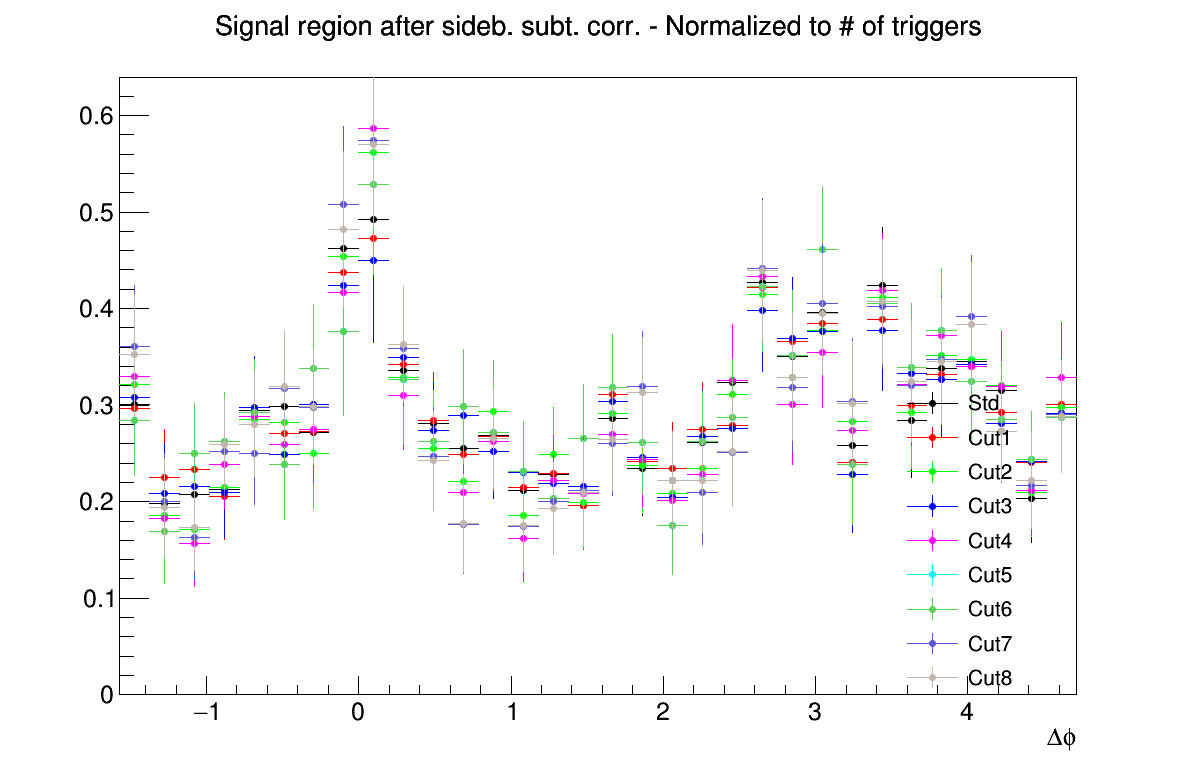 Signal region after sideb. subt. corr. - Normalized to # of triggers
0.6
0.5
0.4
0.3
0.2
0.1
0
−1 0 1 2 3 4
Δϕ
Std
Cut1
Cut2
Cut3
Cut4
Cut5
Cut6
Cut7
Cut8